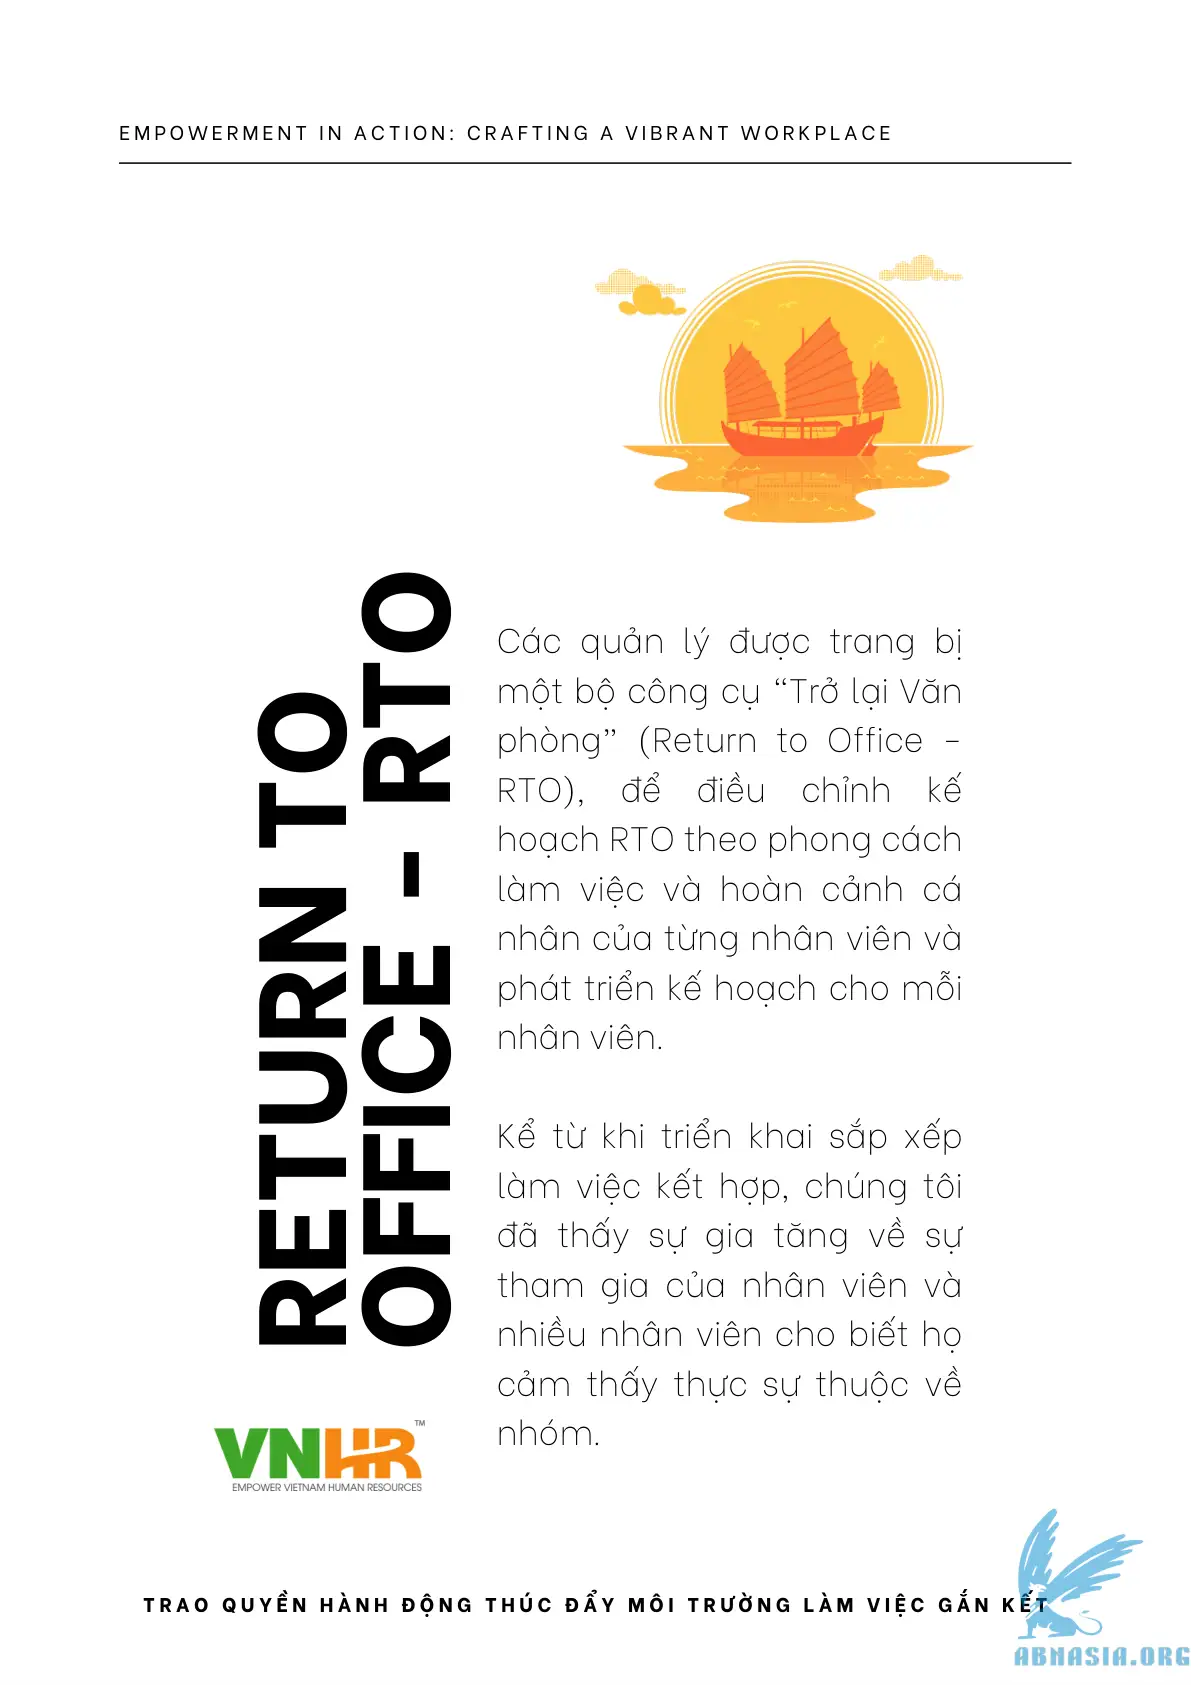 EMPOWERMENT IN ACTION: CRAFTING A VIBRANT WORKPLACE
RETURN TO
OFFICE - RTO
Các quản lý được trang bị
một bộ công cụ “Trở lại Văn
phòng” (Return to Office -
RTO), để điều chỉnh kế
hoạch RTO theo phong cách
làm việc và hoàn cảnh cá
nhân của từng nhân viên và
phát triển kế hoạch cho mỗi
nhân viên.
Kể từ khi triển khai sắp xếp
làm việc kết hợp, chúng tôi
đã thấy sự gia tăng về sự
tham gia của nhân viên và
nhiều nhân viên cho biết họ
cảm thấy thực sự thuộc về
nhóm.
VNHR™
EMPOWER VIETNAM HUMAN RESOURCES
TRAO QUYỀN HÀNH ĐỘNG THÚC ĐẨY MÔI TRƯỜNG LÀM VIỆC GẮN KẾT
ABNASIA.ORG